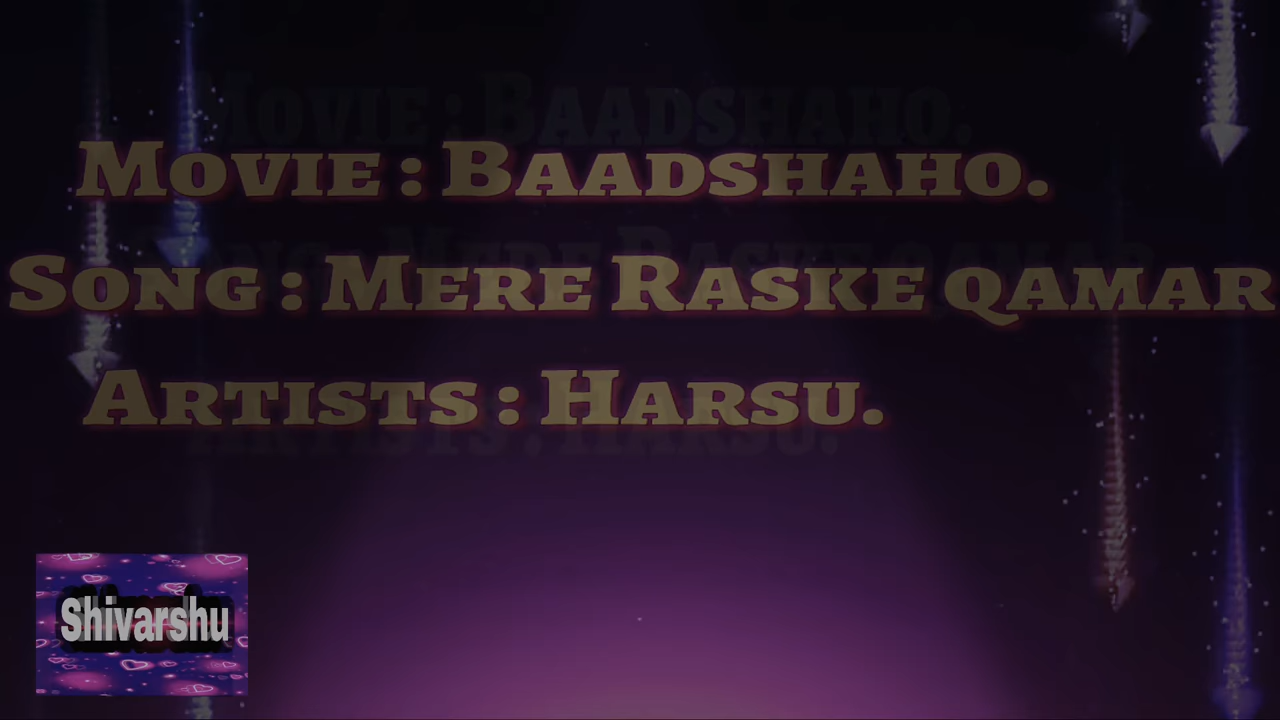 Movie : Baadshaho.
Song : Mere Raske qamar
Artists : Harsu.
Shivarshu